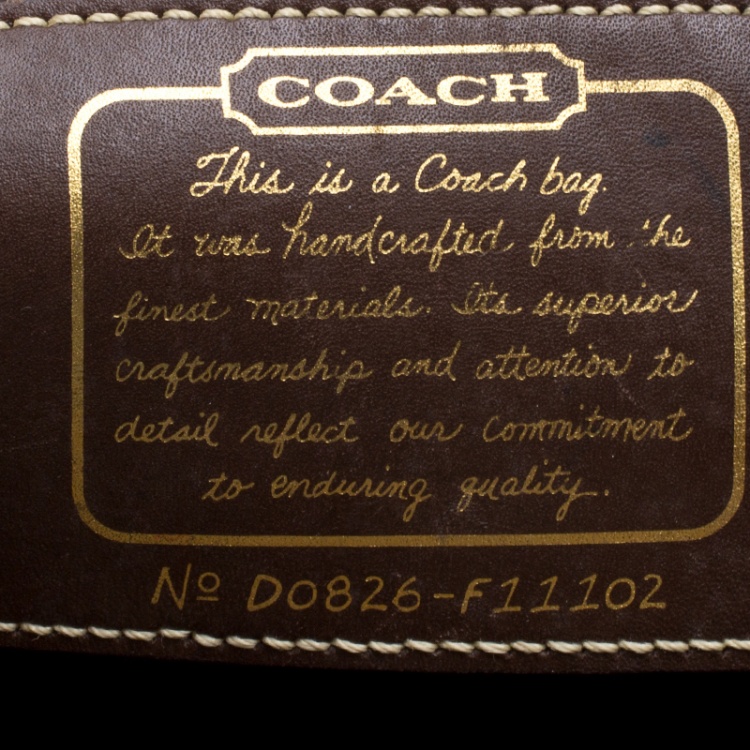 COACH
This is a Coach bag.
It was handcrafted from the
finest materials. Its superior
craftsmanship and attention to
detail reflect our commitment
to enduring quality.
Nº D0826-F11102